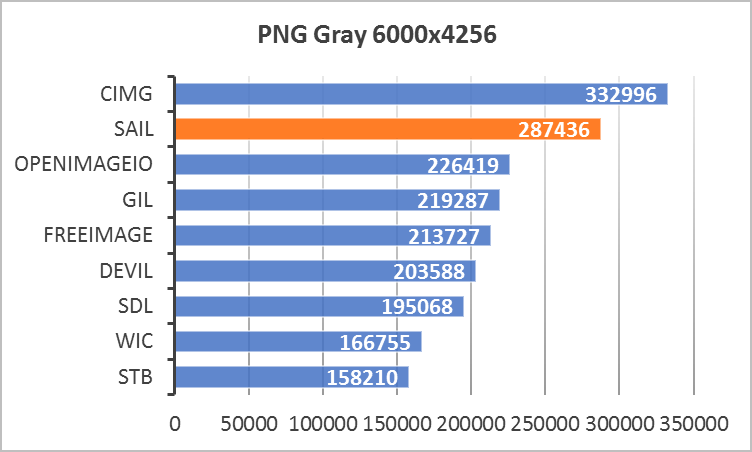 PNG Gray 6000x4256
CIMG 332996
SAIL 287436
OPENIMAGEIO 226419
GIL 219287
FREEIMAGE 213727
DEVIL 203588
SDL 195068
WIC 166755
STB 158210
0 50000 100000 150000 200000 250000 300000 350000